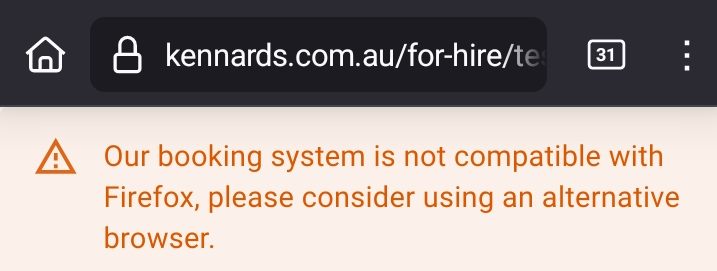 kennards.com.au/for-hire/tes
31
Our booking system is not compatible with
Firefox, please consider using an alternative
browser.